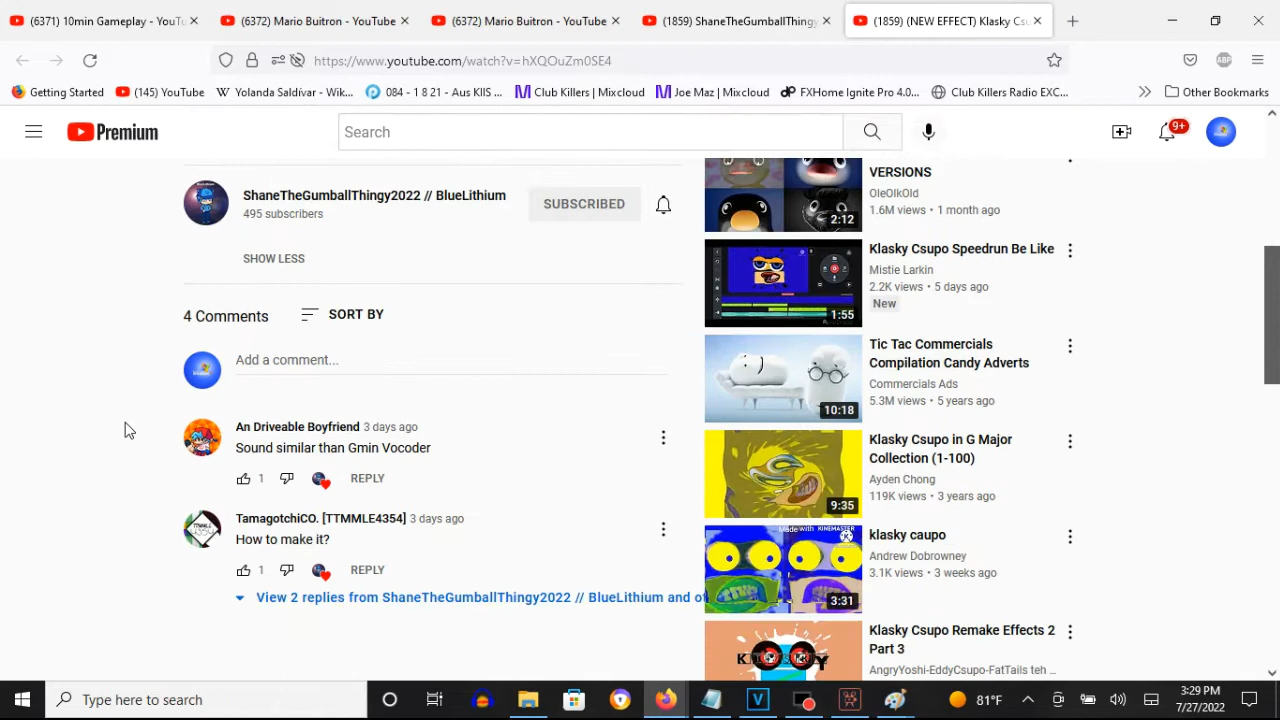 (6371) 10min Gameplay - YouTu
(6372) Mario Buitron - YouTube
(6372) Mario Buitron - YouTube
(1859) ShaneTheGumballThingy
(1859) (NEW EFFECT) Klasky Csu
https://www.youtube.com/watch?v=hXQOuZm0SE4
ABP
Getting Started
(145) YouTube
Yolanda Saldívar - Wik...
084 - 1 8 21 - Aus KIIS ...
Club Killers | Mixcloud
Joe Maz | Mixcloud
FXHome Ignite Pro 4.0...
Club Killers Radio EXC...
Other Bookmarks
Premium
Search
9+
ShaneTheGumballThingy2022 // BlueLithium
495 subscribers
SUBSCRIBED
SHOW LESS
4 Comments
SORT BY
Add a comment...
An Driveable Boyfriend 3 days ago
Sound similar than Gmin Vocoder
1
REPLY
TamagotchiCO. [TTMMLE4354] 3 days ago
How to make it?
1
REPLY
View 2 replies from ShaneTheGumballThingy2022 // BlueLithium and ot
VERSIONS
OleOlkOld
1.6M views • 1 month ago
2:12
Klasky Csupo Speedrun Be Like
Mistie Larkin
2.2K views • 5 days ago
New
1:55
Tic Tac Commercials
Compilation Candy Adverts
Commercials Ads
5.3M views • 5 years ago
10:18
Klasky Csupo in G Major
Collection (1-100)
Ayden Chong
119K views • 3 years ago
9:35
Made with KINEMASTER
klasky caupo
Andrew Dobrowney
3.1K views • 3 weeks ago
3:31
Klasky Csupo Remake Effects 2
Part 3
AngryYoshi-EddyCsupo-FatTails teh ...
Type here to search
81°F
3:29 PM
7/27/2022